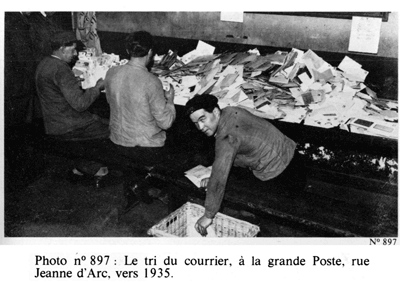 N° 897
Photo n° 897 : Le tri du courrier, à la grande Poste, rue
Jeanne d'Arc, vers 1935.